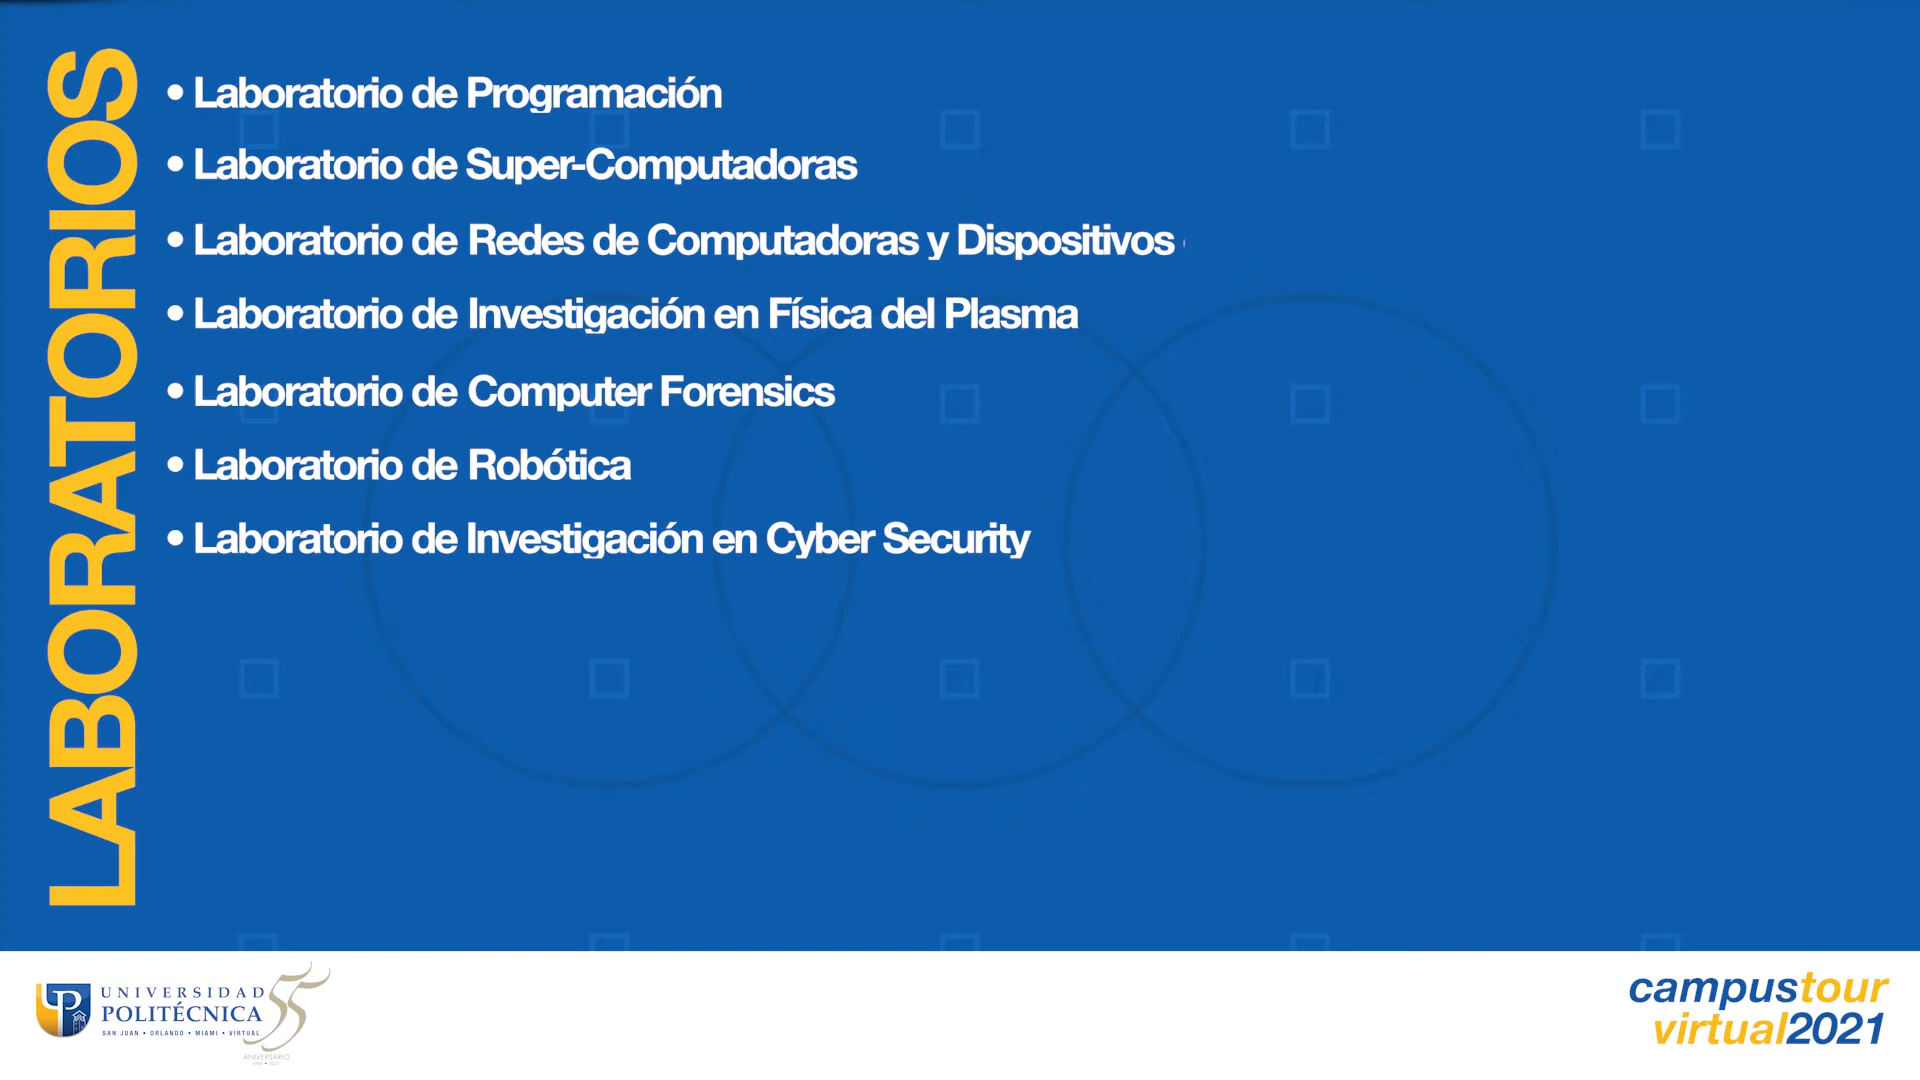 LABORATORIOS
• Laboratorio de Programación
• Laboratorio de Super-Computadoras
• Laboratorio de Redes de Computadoras y Dispositivos
• Laboratorio de Investigación en Física del Plasma
• Laboratorio de Computer Forensics
• Laboratorio de Robótica
• Laboratorio de Investigación en Cyber Security
UNIVERSIDAD
POLITÉCNICA
SAN JUAN • ORLANDO • MIAMI • VIRTUAL
55
ANIVERSARIO
campustour
virtual2021